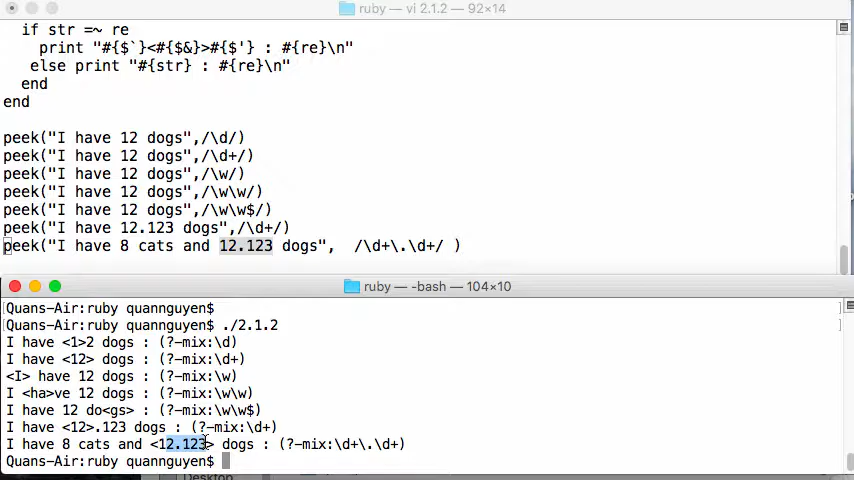 ruby — vi 2.1.2 — 92×14
if str =~ re
print "#{$`}<#{$&}>#{$'} : #{re}\n"
else print "#{str} : #{re}\n"
end
end
peek("I have 12 dogs",/\d/)
peek("I have 12 dogs",/\d+/)
peek("I have 12 dogs",/\w/)
peek("I have 12 dogs",/\w\w/)
peek("I have 12 dogs",/\w\w$/)
peek("I have 12.123 dogs",/\d+/)
peek("I have 8 cats and 12.123 dogs",  /\d+\.\d+/ )
ruby — -bash — 104×10
[Quans-Air:ruby quannguyen$ ]
[Quans-Air:ruby quannguyen$ ./2.1.2 ]
I have <1>2 dogs : (?-mix:\d)
I have <12> dogs : (?-mix:\d+)
<I> have 12 dogs : (?-mix:\w)
I <ha>ve 12 dogs : (?-mix:\w\w)
I have 12 do<gs> : (?-mix:\w\w$)
I have <12>.123 dogs : (?-mix:\d+)
I have 8 cats and <12.123> dogs : (?-mix:\d+\.\d+)
Quans-Air:ruby quannguyen$
Desktop